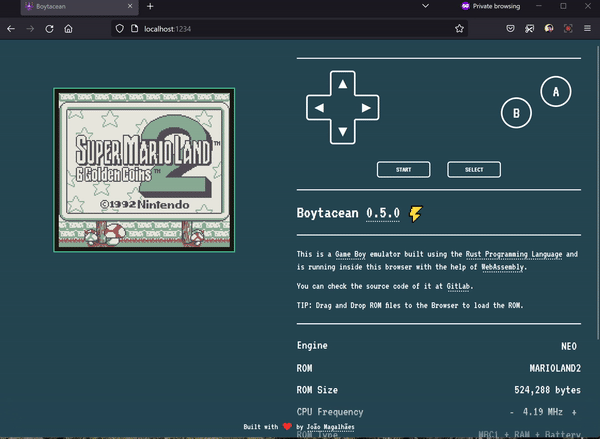 Boytacean
Private browsing
localhost:1234
SUPER MARIO LAND™
2
6 Golden Coins™
©1992 Nintendo
A
B
START
SELECT
Boytacean 0.5.0
This is a Game Boy emulator built using the Rust Programming Language and
is running inside this browser with the help of WebAssembly.
You can check the source code of it at GitLab.
TIP: Drag and Drop ROM files to the Browser to load the ROM.
Engine NEO
ROM MARIOLAND2
ROM Size 524,288 bytes
CPU Frequency - 4.19 MHz +
ROM Type MBC1 + RAM + Battery
Built with ❤️ by João Magalhães